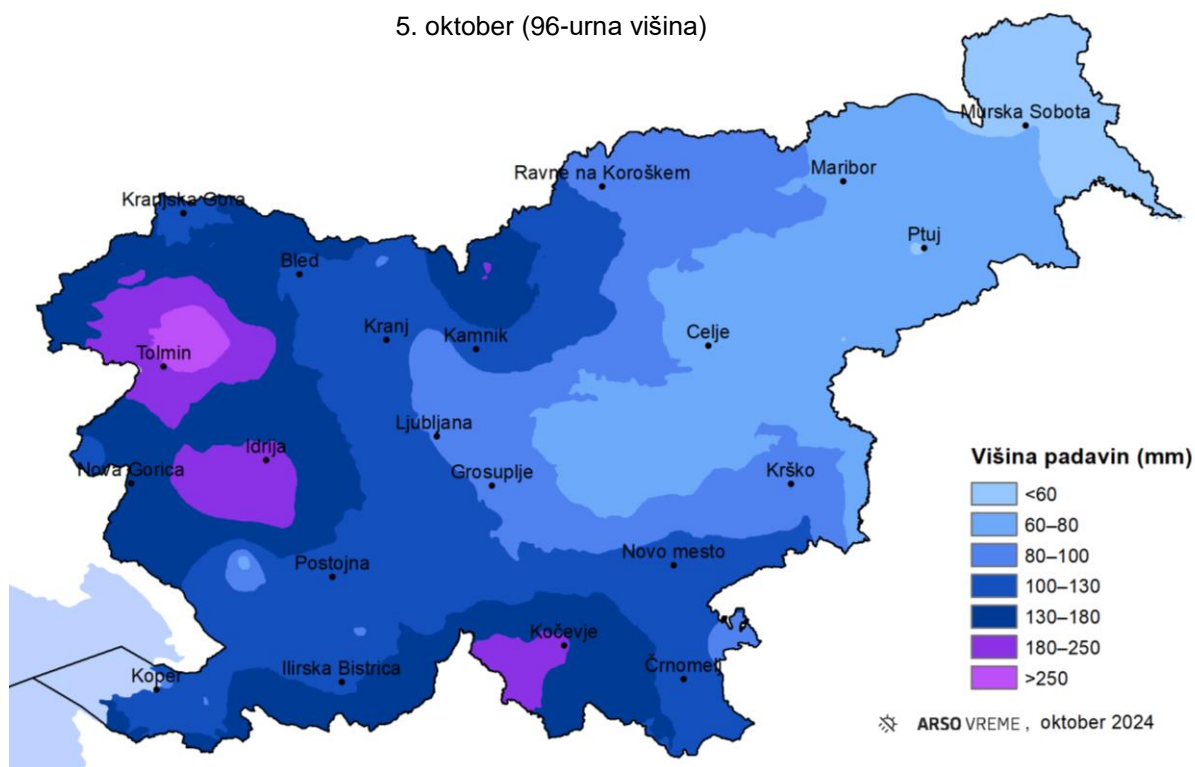 5. oktober (96-urna višina)
Murska Sobota
Maribor
Ravne na Koroškem
Kranjska Gora
Ptuj
Bled
Kranj
Kamnik
Celje
Tolmin
Ljubljana
Idrija
Nova Gorica
Grosuplje
Krško
Novo mesto
Postojna
Kočevje
Črnomelj
Ilirska Bistrica
Koper
Višina padavin (mm)
<60
60–80
80–100
100–130
130–180
180–250
>250
ARSO VREME , oktober 2024